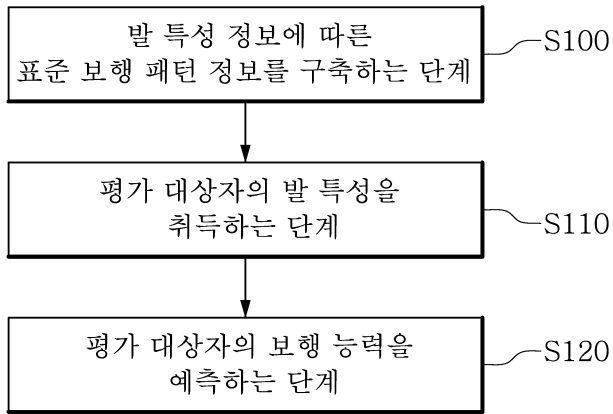 발 특성 정보에 따른
표준 보행 패턴 정보를 구축하는 단계
S100
평가 대상자의 발 특성을
취득하는 단계
S110
평가 대상자의 보행 능력을
예측하는 단계
S120